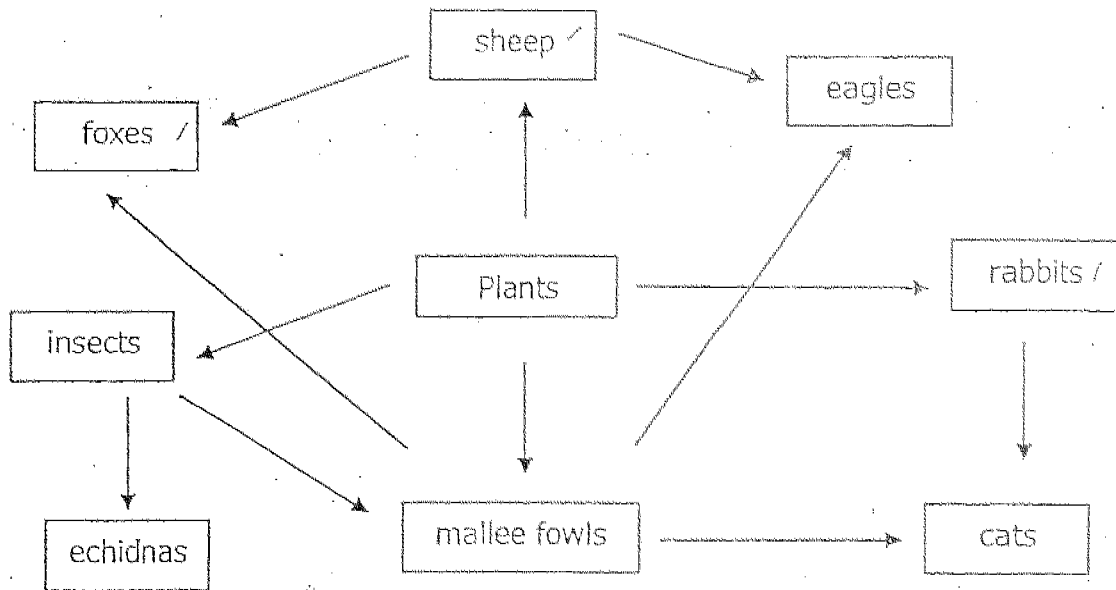 sheep
eagles
foxes
Plants
rabbits
insects
mallee fowls
cats
echidnas